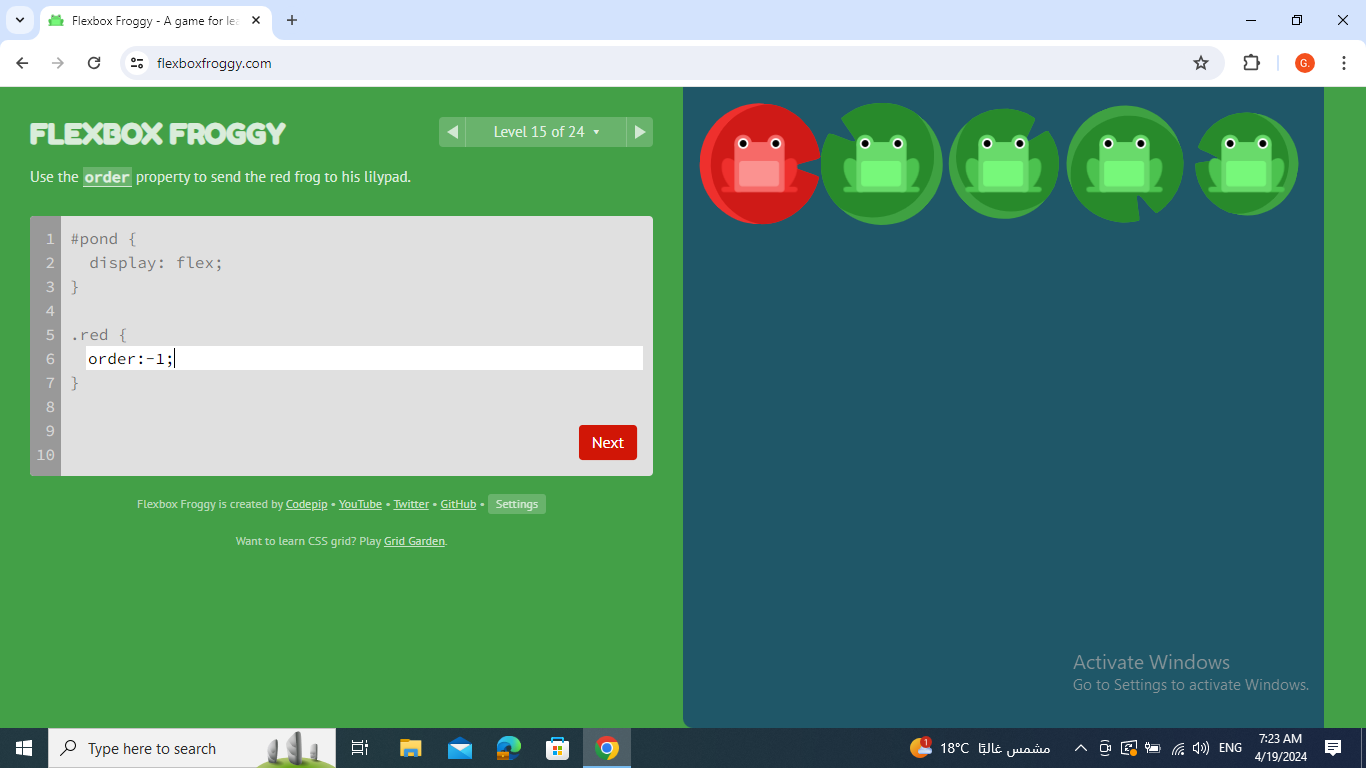 Flexbox Froggy - A game for lea
flexboxfroggy.com
G.
FLEXBOX FROGGY
Level 15 of 24
Use the order property to send the red frog to his lilypad.
1 #pond {
2 display: flex;
3 }
4
5 .red {
6 order:-1;
7 }
8
9
10
Next
Flexbox Froggy is created by Codepip • YouTube • Twitter • GitHub • Settings
Want to learn CSS grid? Play Grid Garden.
Activate Windows
Go to Settings to activate Windows.
Type here to search
1
18°C مشمس غالبًا
ENG
7:23 AM
4/19/2024